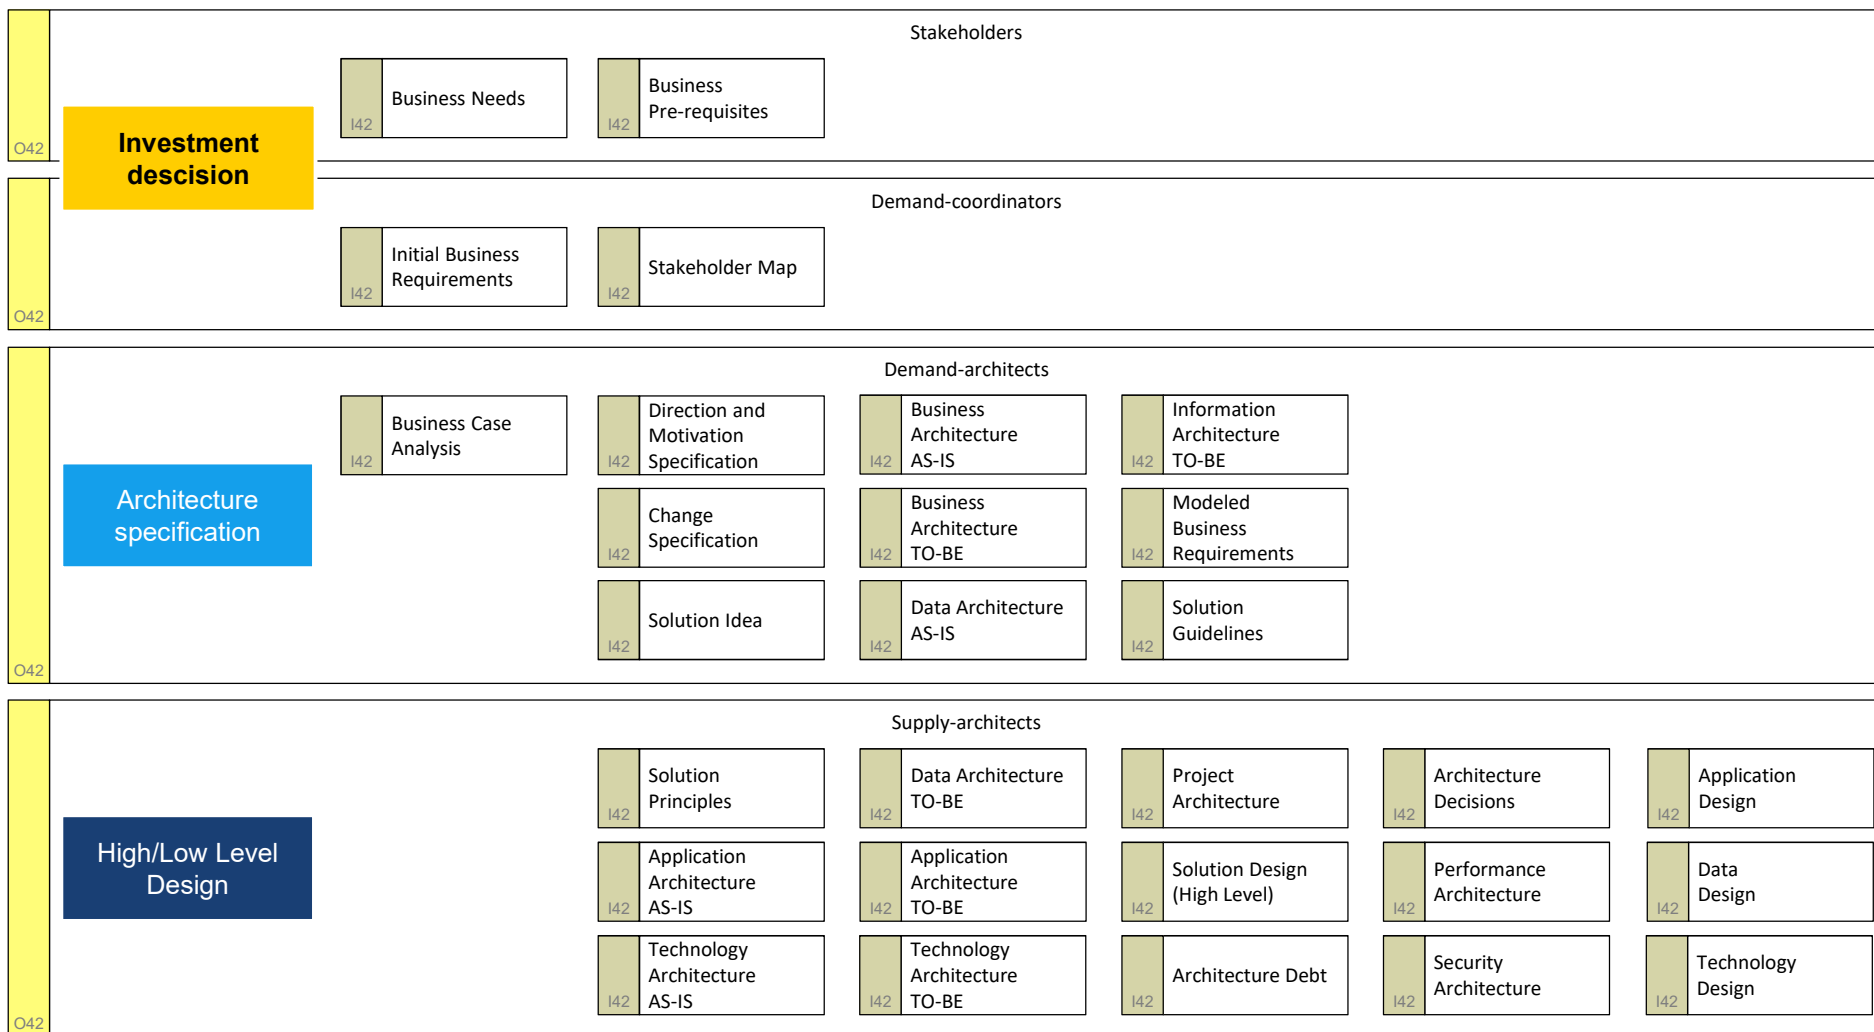 Stakeholders
Business Needs
I42
Business
Pre-requisites
I42
O42
Investment
descision
Demand-coordinators
Initial Business
Requirements
I42
Stakeholder Map
I42
O42
Demand-architects
Business Case
Analysis
I42
Direction and
Motivation
Specification
I42
Business
Architecture
AS-IS
I42
Information
Architecture
TO-BE
I42
Architecture
specification
Change
Specification
I42
Business
Architecture
TO-BE
I42
Modeled
Business
Requirements
I42
Solution Idea
I42
Data Architecture
AS-IS
I42
Solution
Guidelines
I42
O42
Supply-architects
Solution
Principles
I42
Data Architecture
TO-BE
I42
Project
Architecture
I42
Architecture
Decisions
I42
Application
Design
I42
High/Low Level
Design
Application
Architecture
AS-IS
I42
Application
Architecture
TO-BE
I42
Solution Design
(High Level)
I42
Performance
Architecture
I42
Data
Design
I42
Technology
Architecture
AS-IS
I42
Technology
Architecture
TO-BE
I42
Architecture Debt
I42
Security
Architecture
I42
Technology
Design
I42
O42